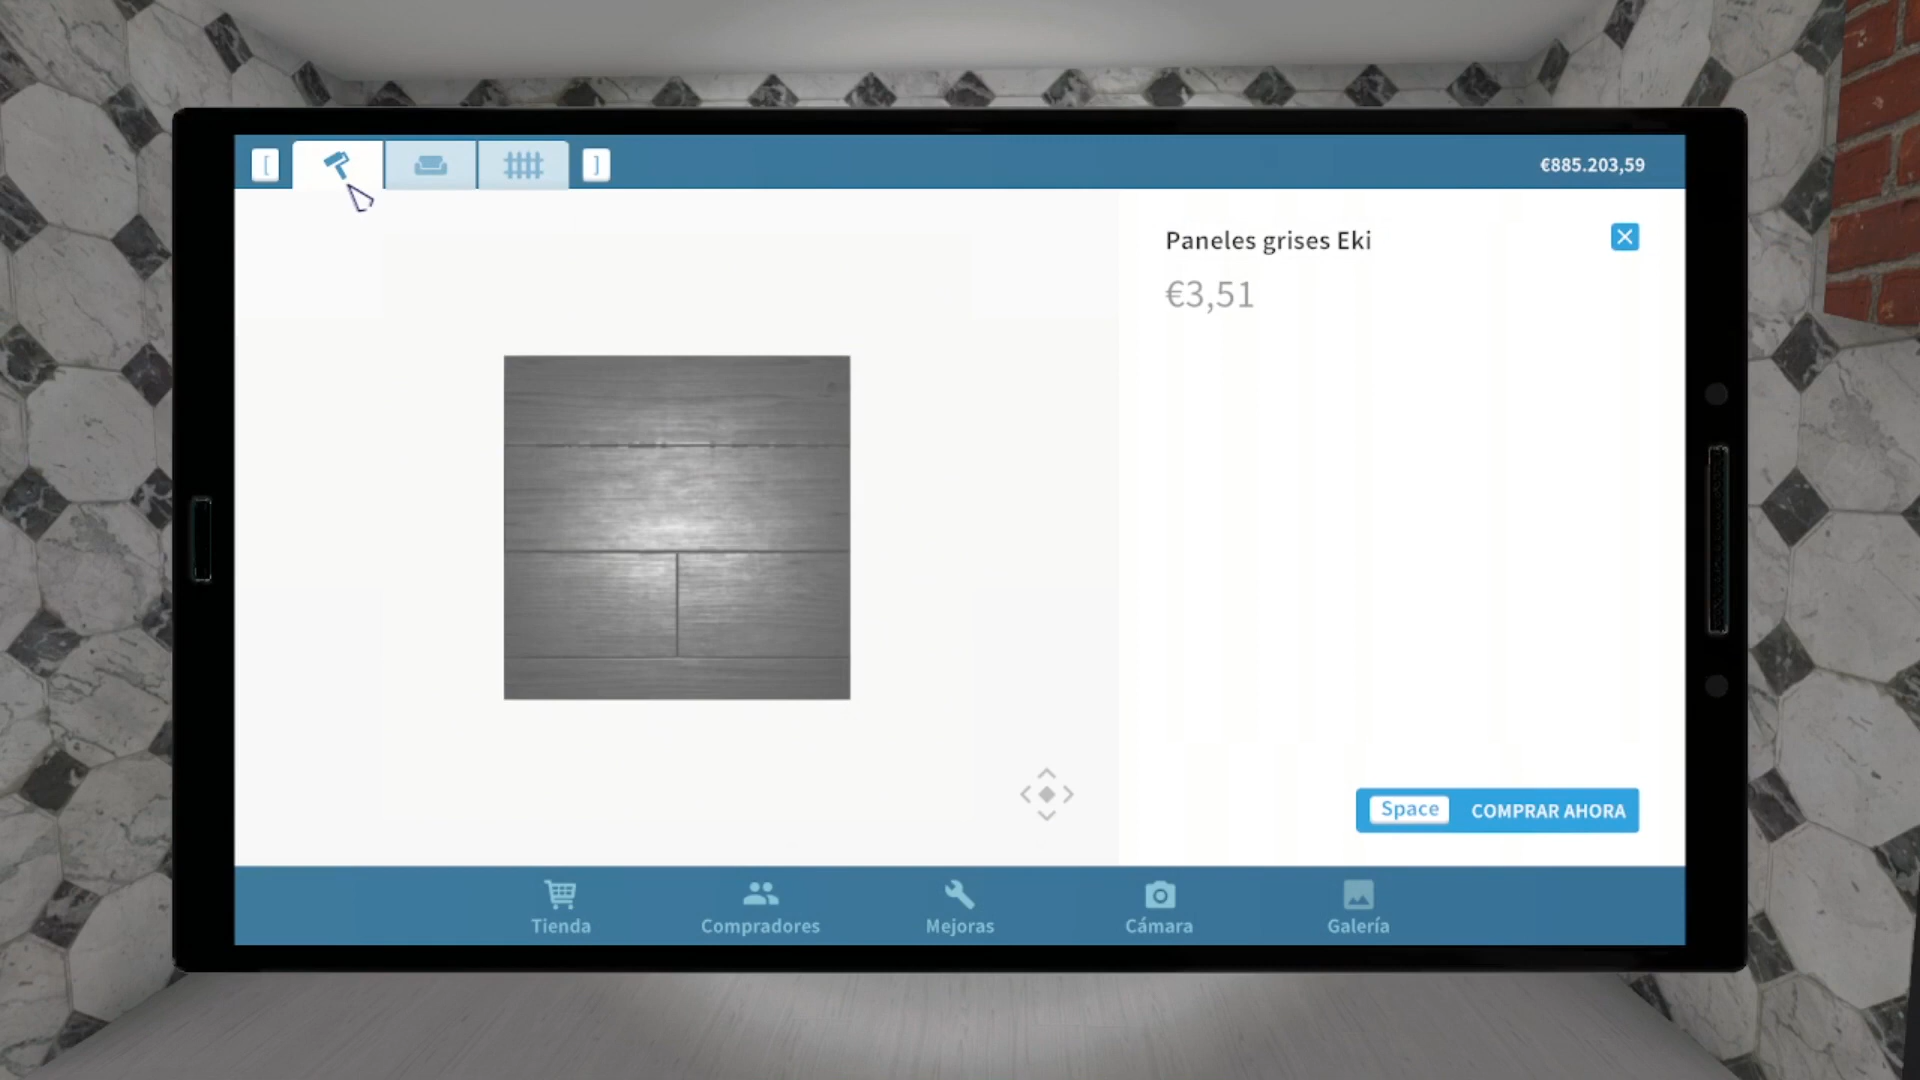 [
]
€885.203,59
Paneles grises Eki
€3,51
Space COMPRAR AHORA
Tienda
Compradores
Mejoras
Cámara
Galería